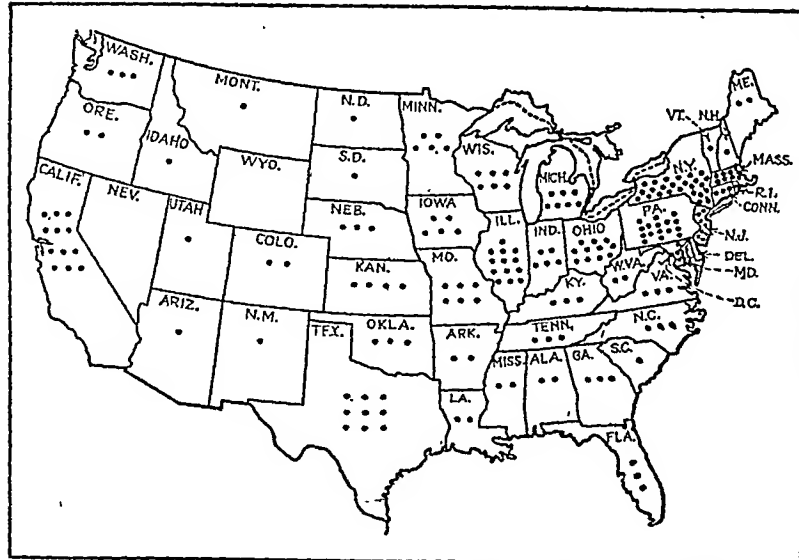 WASH.
MONT.
N.D.
MINN.
ME.
VT.
N.H.
ORE.
IDAHO
S.D.
WIS.
MICH.
N.Y.
MASS.
R.I.
CONN.
CALIF.
NEV.
UTAH
WYO.
NEB.
IOWA
ILL.
IND.
OHIO
PA.
N.J.
COLO.
KAN.
MO.
KY.
W.VA.
VA.
DEL.
MD.
D.C.
ARIZ.
N.M.
TEX.
OKLA.
ARK.
TENN.
N.C.
S.C.
MISS.
ALA.
GA.
LA.
FLA.